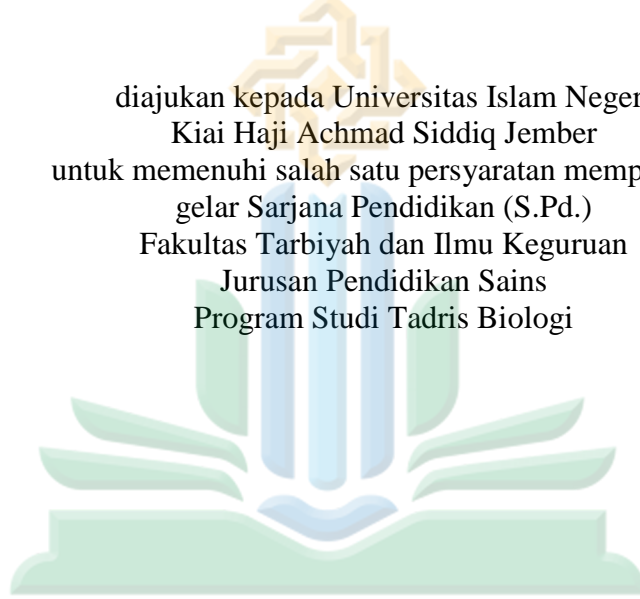 diajukan kepada Universitas Islam Neger
Kiai Haji Achmad Siddiq Jember
untuk memenuhi salah satu persyaratan memp
gelar Sarjana Pendidikan (S.Pd.)
Fakultas Tarbiyah dan Ilmu Keguruan
Jurusan Pendidikan Sains
Program Studi Tadris Biologi